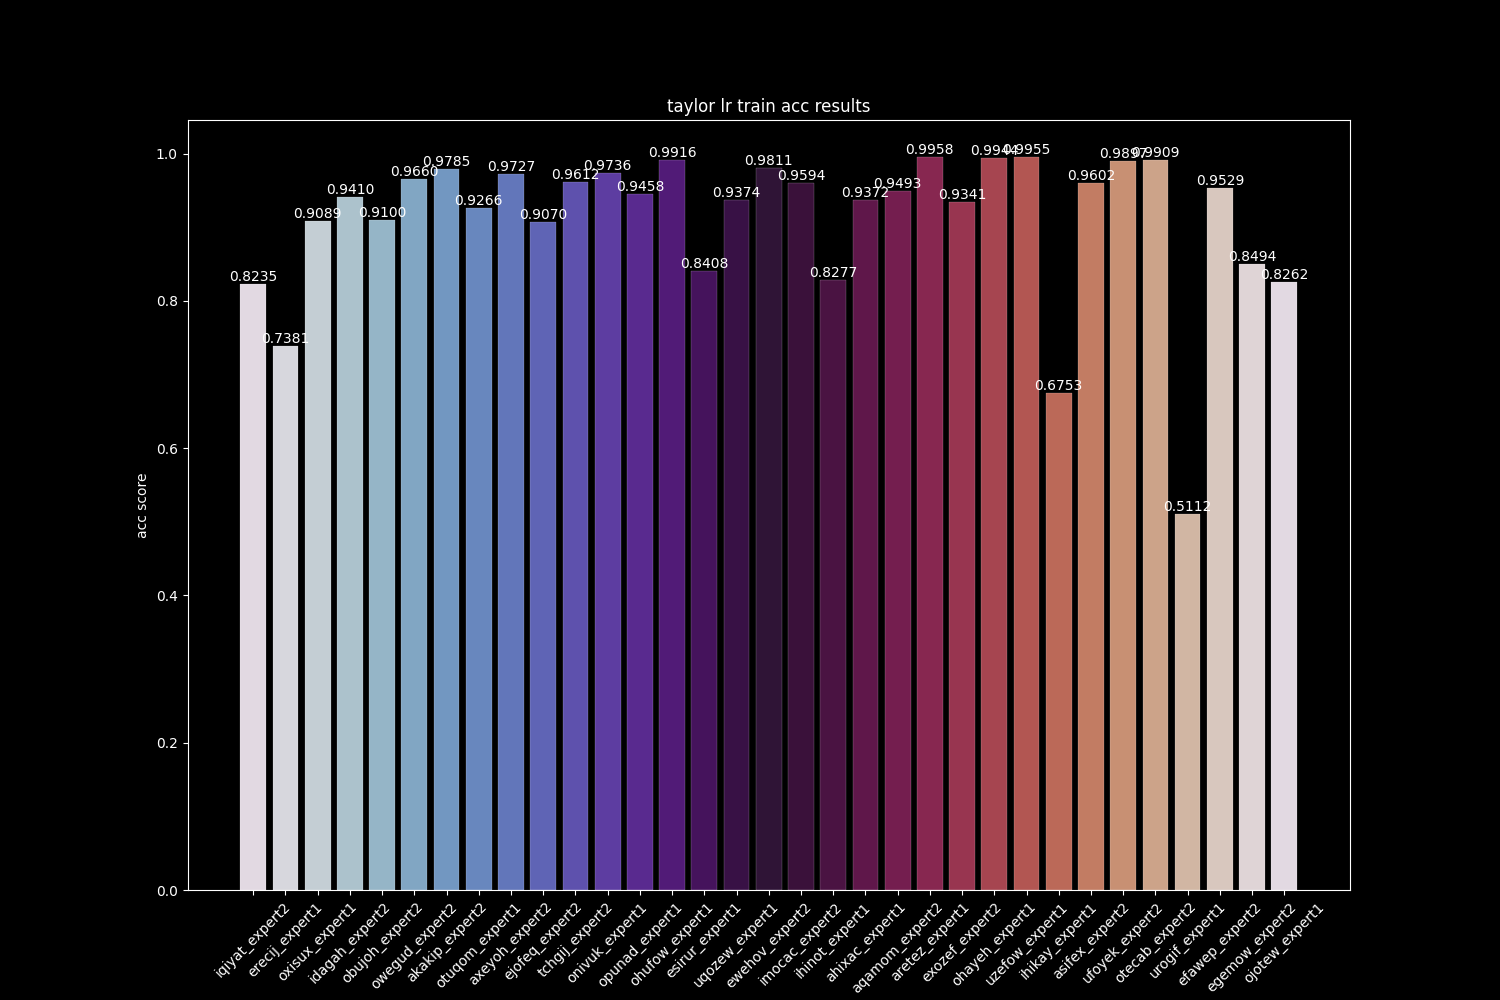 taylor lr train acc results
acc score
1.0
0.8
0.6
0.4
0.2
0.0
0.8235
0.7381
0.9089
0.9410
0.9100
0.9660
0.9785
0.9266
0.9727
0.9070
0.9612
0.9736
0.9458
0.9916
0.8408
0.9374
0.9811
0.9594
0.8277
0.9372
0.9493
0.9958
0.9341
0.9944
0.9955
0.6753
0.9602
0.9897
0.9909
0.5112
0.9529
0.8494
0.8262
iqiyat_expert2
erecij_expert1
oxisux_expert1
idagah_expert2
obujoh_expert2
owegud_expert2
akakip_expert2
otuqom_expert1
axeyoh_expert2
ejofeq_expert2
tchgjj_expert2
onivuk_expert1
opunad_expert1
ohufow_expert1
esirur_expert1
uqozew_expert1
ewehov_expert2
imocac_expert2
ihinot_expert1
ahixac_expert1
aqamom_expert2
aretez_expert1
exozef_expert2
ohayeh_expert1
uzefow_expert1
ihikay_expert1
asifex_expert2
ufoyek_expert2
otecab_expert2
urogif_expert1
efawep_expert2
egemow_expert2
ojotew_expert1